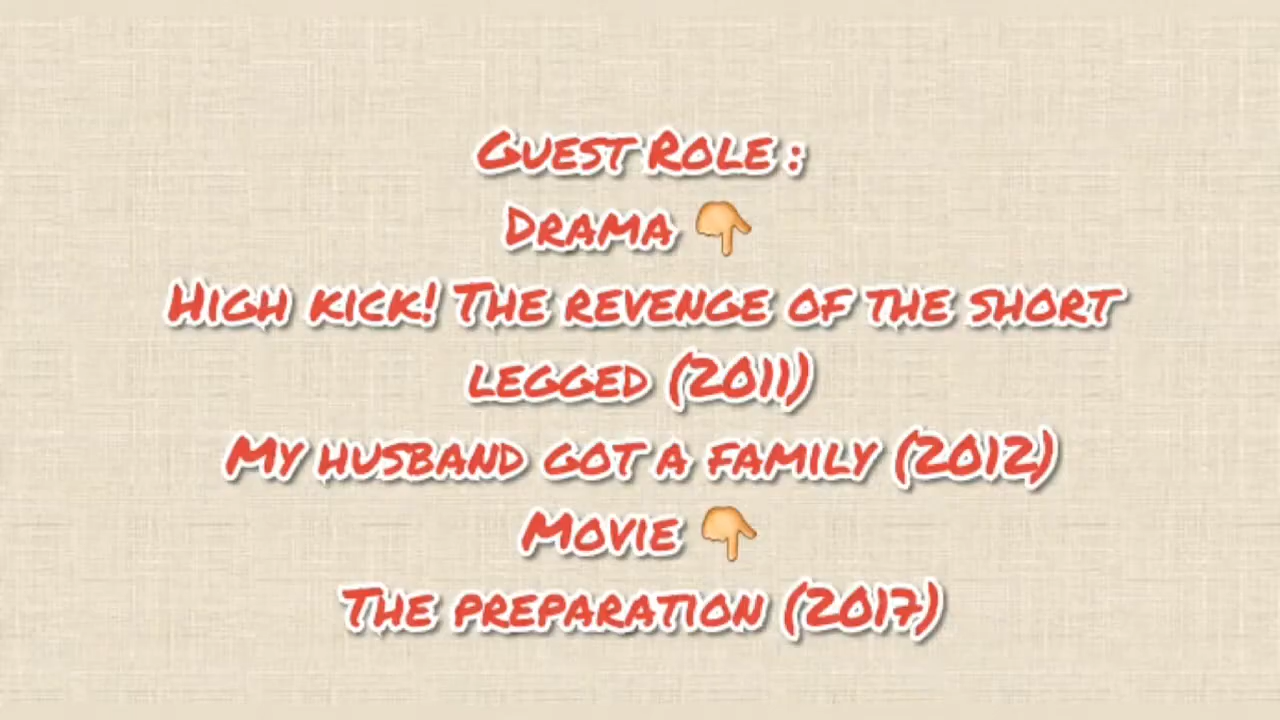 Guest Role :
Drama 👇
High kick! The revenge of the short
legged (2011)
My husband got a family (2012)
Movie 👇
The preparation (2017)